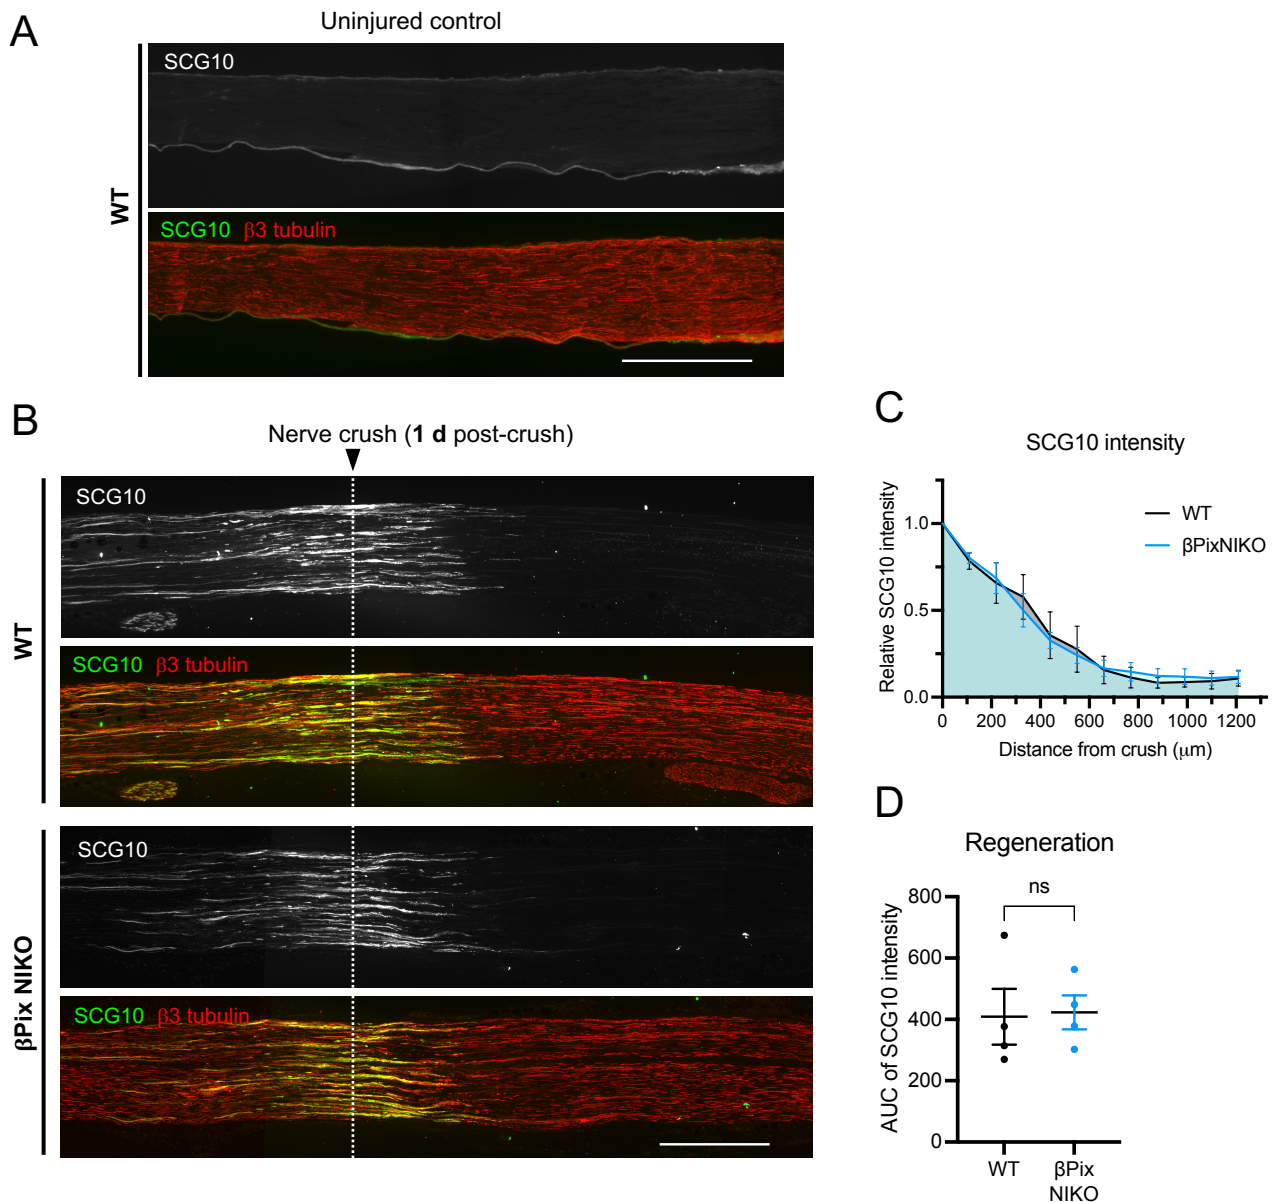 A
Uninjured control
SCG10
WT
SCG10 β3 tubulin
B
Nerve crush (1 d post-crush)
SCG10
WT
SCG10 β3 tubulin
SCG10
βPix NIKO
SCG10 β3 tubulin
C
SCG10 intensity
Relative SCG10 intensity
1.0
0.5
0.0
WT
βPixNIKO
0 200 400 600 800 1000 1200
Distance from crush (μm)
D
Regeneration
ns
AUC of SCG10 intensity
800
600
400
200
0
WT
βPix
NIKO